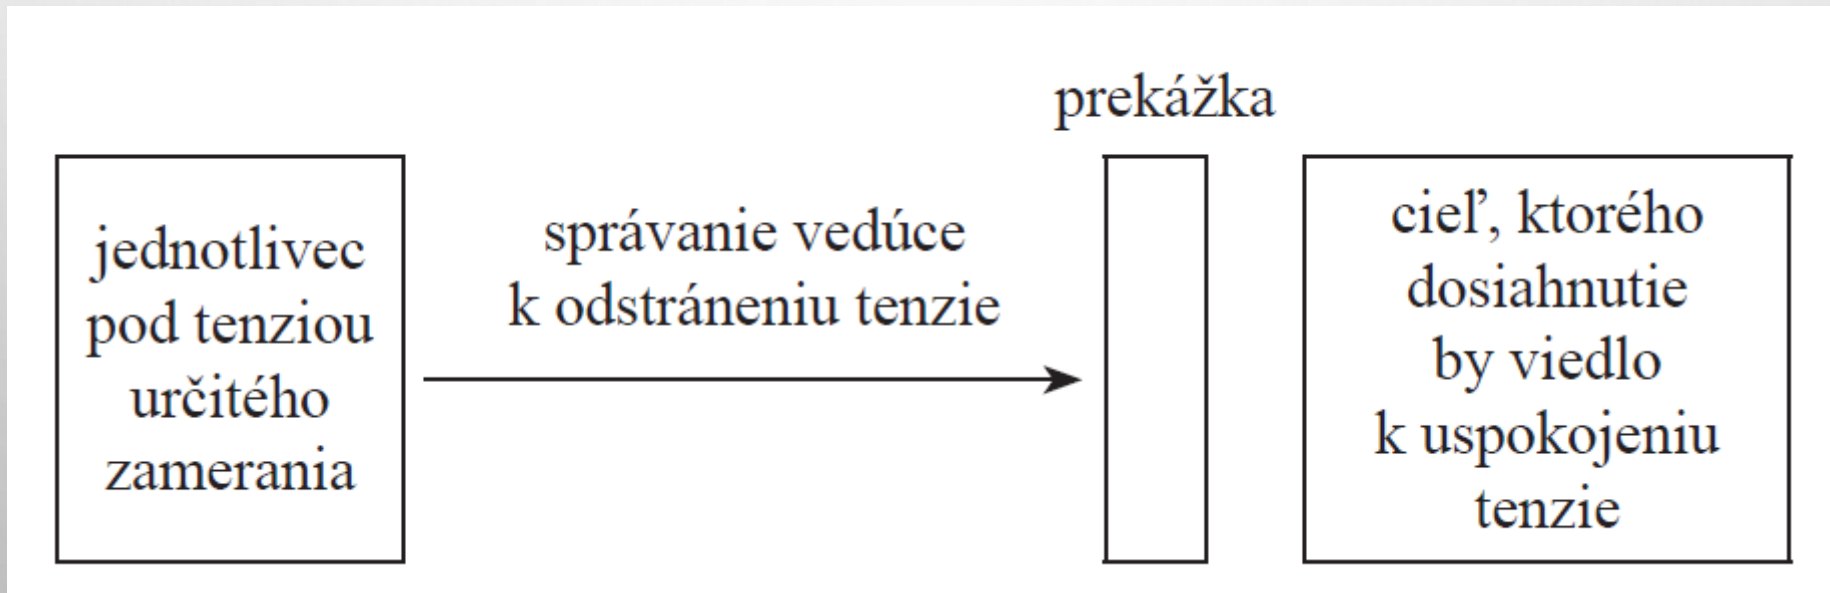 jednotlivec
pod tenziou
určitého
zamerania
správanie vedúce
k odstráneniu tenzie
prekážka
cieľ, ktorého
dosiahnutie
by viedlo
k uspokojeniu
tenzie